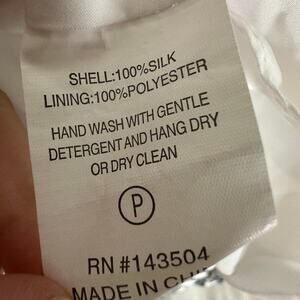 SHELL:100%SILK
LINING:100%POLYESTER
HAND WASH WITH GENTLE
DETERGENT AND HANG DRY
OR DRY CLEAN
P
RN #143504
MADE IN